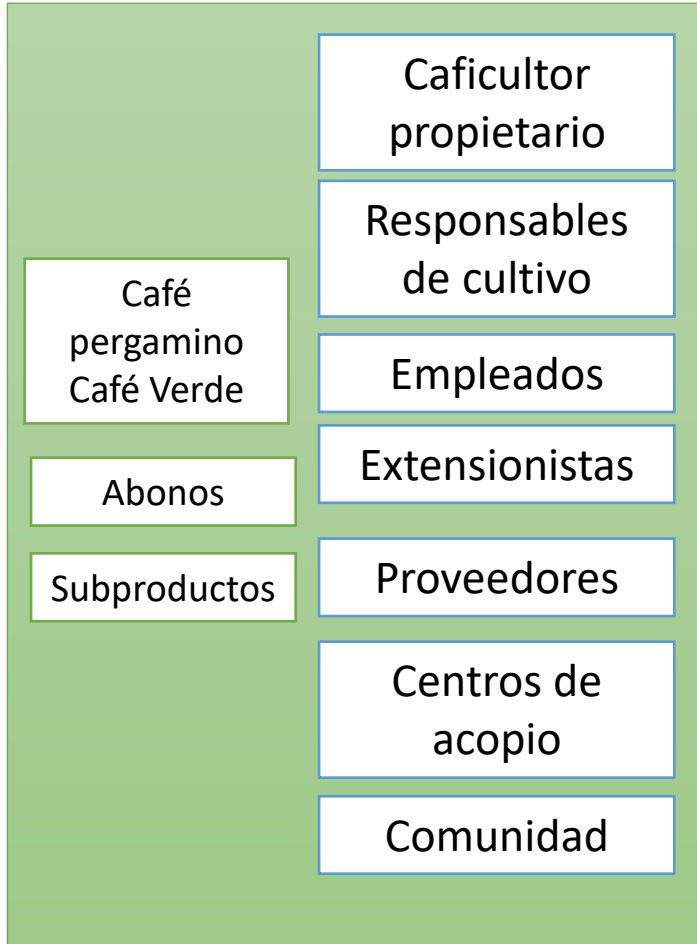 Café
pergamino
Café Verde
Abonos
Subproductos
Caficultor
propietario
Responsables
de cultivo
Empleados
Extensionistas
Proveedores
Centros de
acopio
Comunidad